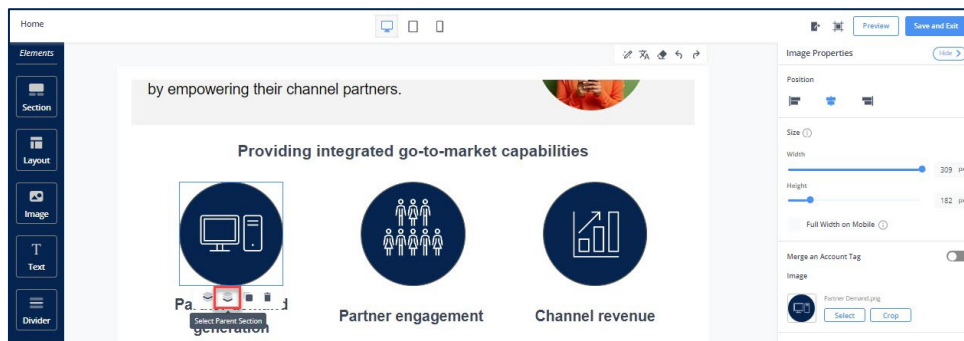 Home
Preview
Save and Exit
Elements
Section
Layout
Image
Text
Divider
by empowering their channel partners.
Providing integrated go-to-market capabilities
Select Parent Section
generation
Partner engagement
Channel revenue
Image Properties
Hide
Position
Size
Width
309
Height
182
Full Width on Mobile
Merge an Account Tag
Image
Partner Demand.png
Select
Crop